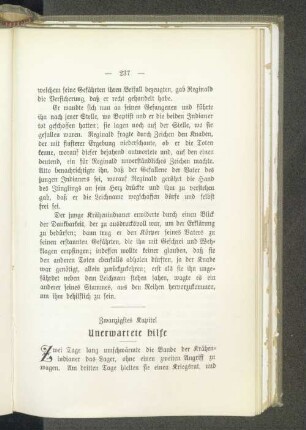 — 237 —
welchem seine Gefährten ihren Beifall bezeugten, gab Reginald
die Versicherung, daß er recht gehandelt habe.
Er wandte sich nun an seinen Gefangenen und führte
ihn nach jener Stelle, wo Baptist und er die beiden Indianer
tot geschossen hatten; sie lagen noch auf der Stelle, wo sie
gefallen waren. Reginald fragte durch Zeichen den Knaben,
der mit finsterer Ergebung niederschaute, ob er die Toten
kenne, worauf dieser bejahend antwortete und, auf den einen
deutend, ein für Reginald unverständliches Zeichen machte.
Atto benachrichtigte ihn, daß der Gefallene der Vater des
jungen Indianers sei, worauf Reginald gerührt die Hand
des Jünglings an sein Herz drückte und ihm zu verstehen
gab, daß er die Leichname wegschaffen dürfe und selbst
frei sei.
Der junge Krähenindianer erwiderte durch einen Blick
der Dankbarkeit, der zu ausdrucksvoll war, um der Erklärung
zu bedürfen; dann trug er den Körper seines Vaters zu
seinen erstaunten Gefährten, die ihn mit Geschrei und Weh-
klagen empfingen; indessen mußte keiner glauben, daß sie
den anderen Toten ebenfalls abholen dürften, so
war genötigt, allein zurückzukehren; erst als sie ihn unge-
fährdet neben dem Leichnam stehen sahen, wagte es ein
anderer seines Stammes, aus den Reihen hervorzukommen,
um ihm behilflich zu sein.
Zwanzigstes Kapitel
Unerwartete Hilfe
Zwei Tage lang umschwärmte die Bande der Krähen-
indianer das Lager, ohne einen zweiten Angriff zu
wagen. Am dritten Tage hielten sie einen Kriegsrat, und